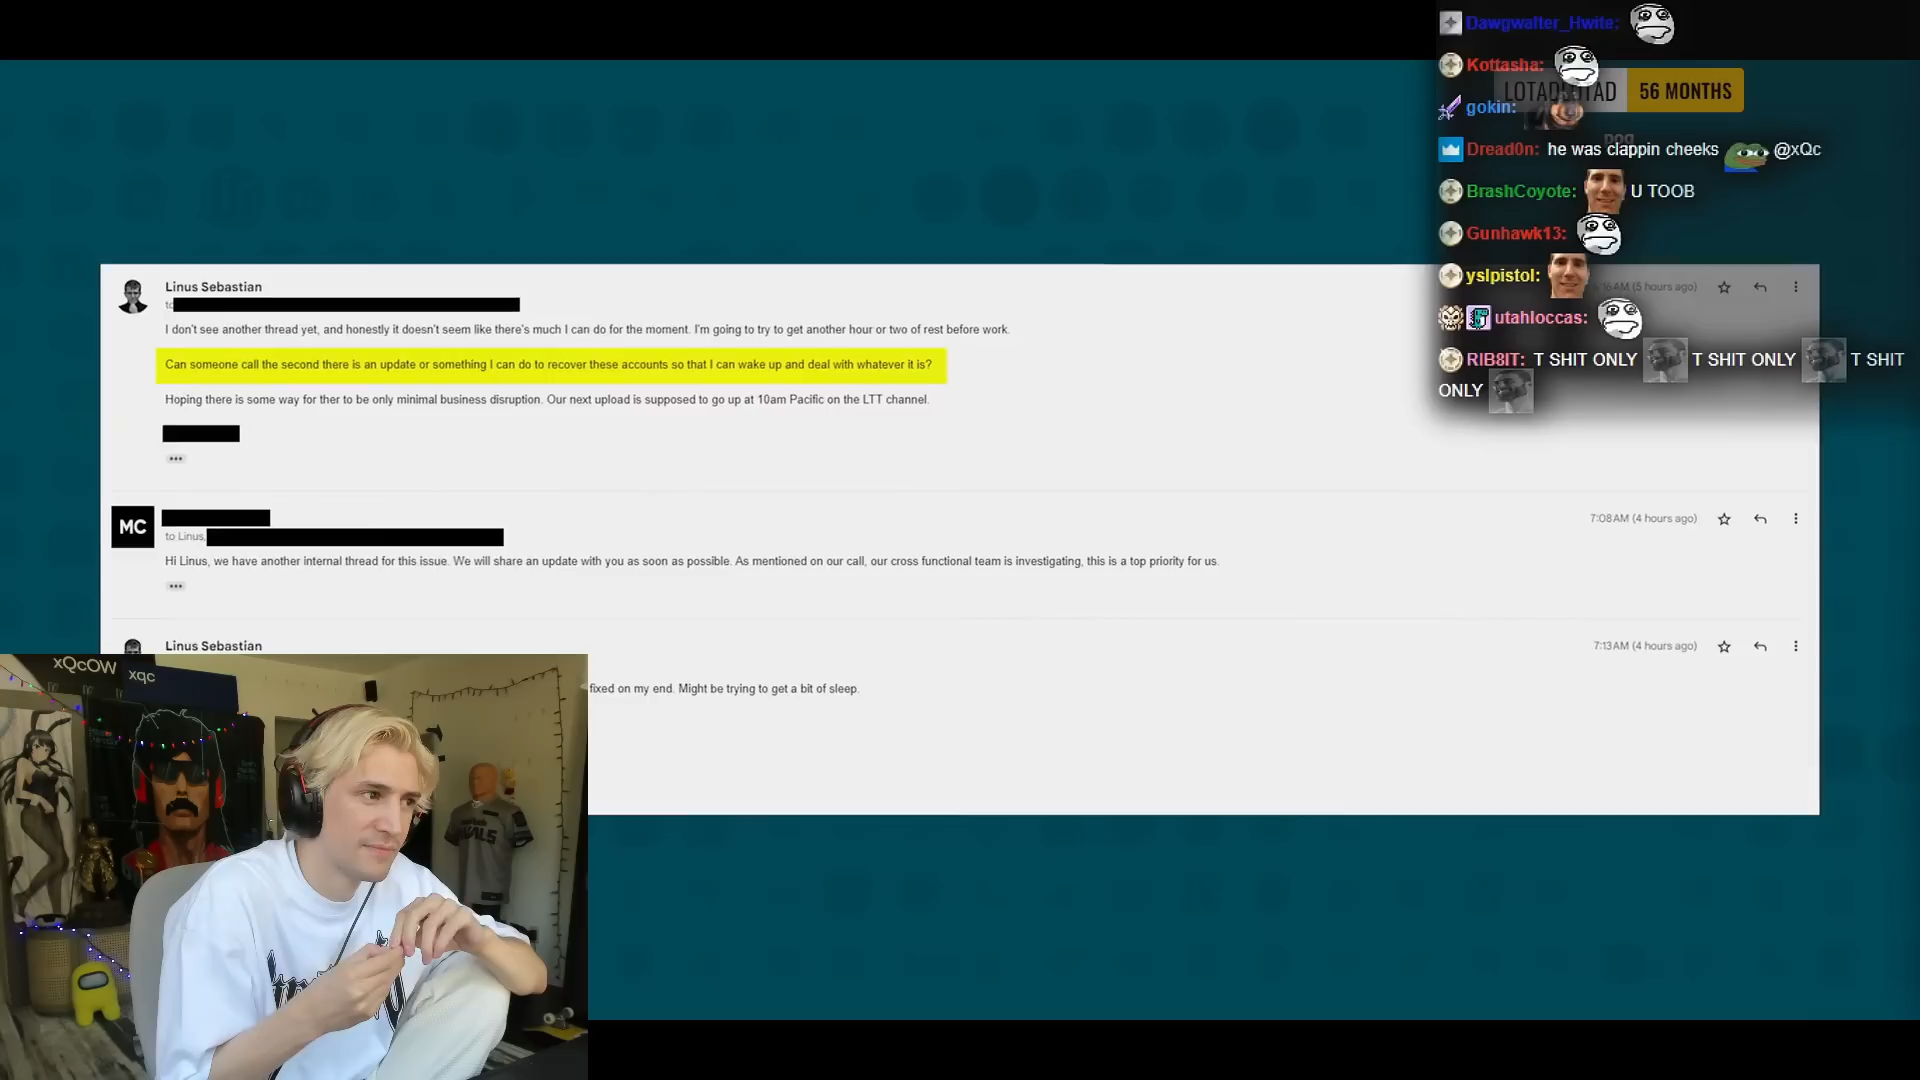 Dawgwalter_Hwite:
Kottasha:
LOTAD
TAD
56 MONTHS
gokin:
Dread0n: he was clappin cheeks @xQc
BrashCoyote: U TOOB
Gunhawk13:
yslpistol:
utahloccas:
RIB8IT: T SHIT ONLY T SHIT ONLY T SHIT
ONLY
Linus Sebastian
(5 hours ago)
to
I don't see another thread yet, and honestly it doesn't seem like there's much I can do for the moment. I'm going to try to get another hour or two of rest before work.
Can someone call the second there is an update or something I can do to recover these accounts so that I can wake up and deal with whatever it is?
Hoping there is some way for ther to be only minimal business disruption. Our next upload is supposed to go up at 10am Pacific on the LTT channel.
MC
7:08AM (4 hours ago)
to Linus,
Hi Linus, we have another internal thread for this issue. We will share an update with you as soon as possible. As mentioned on our call, our cross functional team is investigating, this is a top priority for us.
Linus Sebastian
7:13AM (4 hours ago)
fixed on my end. Might be trying to get a bit of sleep.
xQcOW
xqc